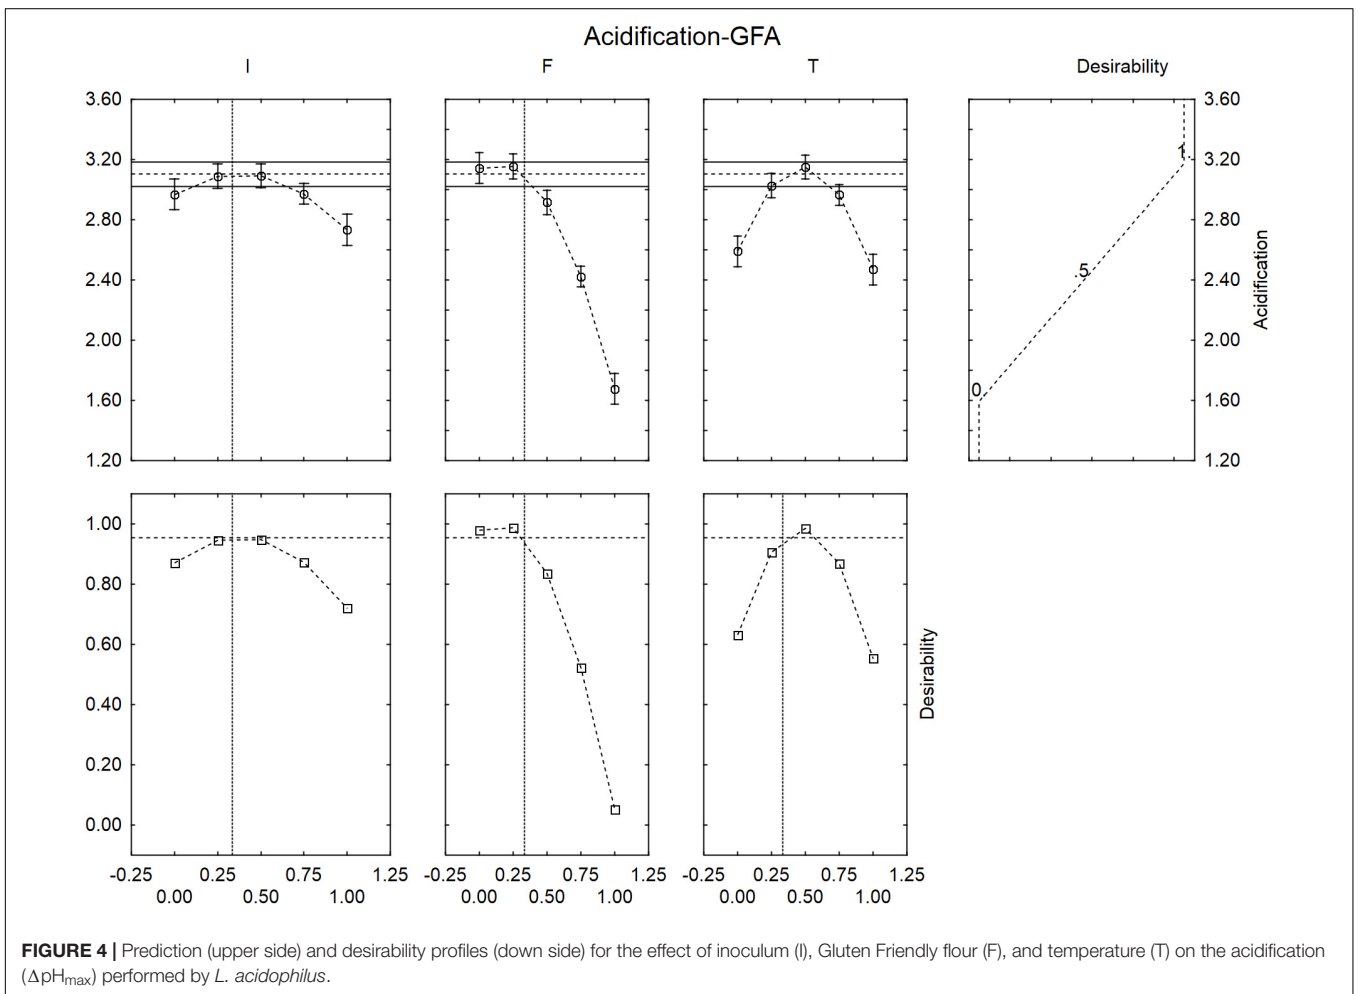 Acidification-GFA
I F T Desirability
3.60 3.60
3.20 1. 3.20
2.80 2.80
2.40 .5 2.40
2.00 2.00
1.60 0 1.60
1.20 1.20
Acidification
1.00
0.80
0.60
0.40
0.20
0.00
Desirability
-0.25 0.25 0.75 1.25 -0.25 0.25 0.75 1.25 -0.25 0.25 0.75 1.25
0.00 0.50 1.00 0.00 0.50 1.00 0.00 0.50 1.00
FIGURE 4 | Prediction (upper side) and desirability profiles (down side) for the effect of inoculum (I), Gluten Friendly flour (F), and temperature (T) on the acidification
(ΔpHmax) performed by L. acidophilus.